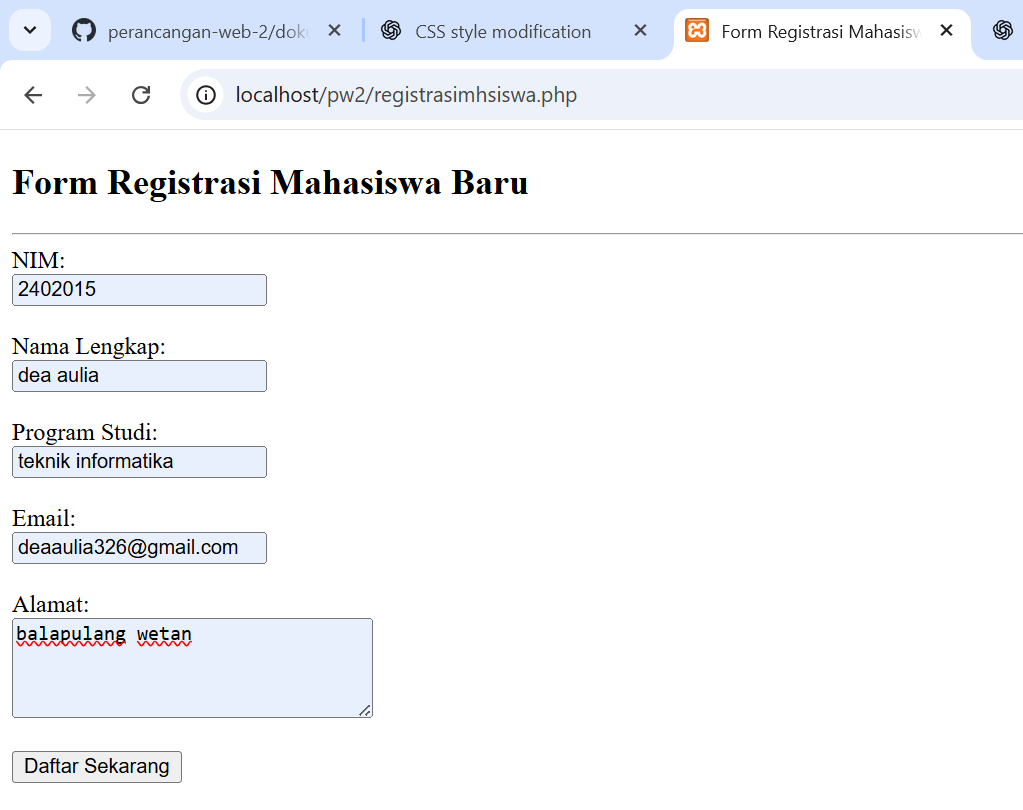 perancangan-web-2/dok
CSS style modification
Form Registrasi Mahasisw
localhost/pw2/registrasimhsiswa.php
Form Registrasi Mahasiswa Baru
NIM:
2402015
Nama Lengkap:
dea aulia
Program Studi:
teknik informatika
Email:
deaaulia326@gmail.com
Alamat:
balapulang wetan
Daftar Sekarang